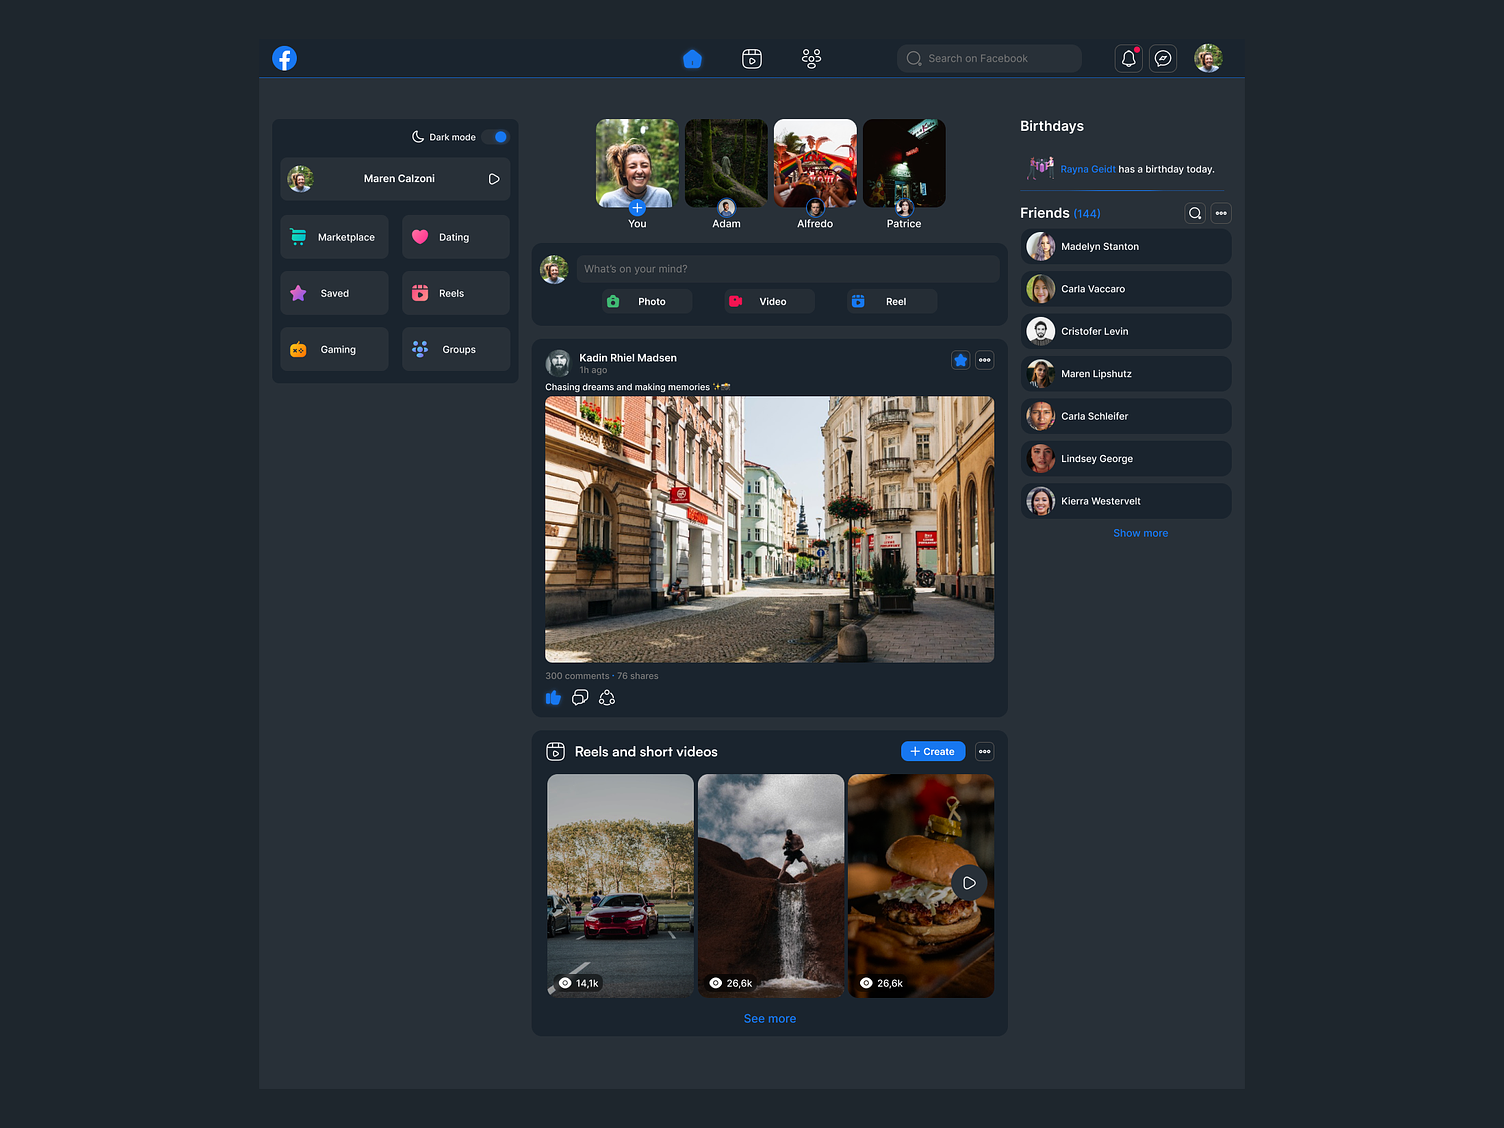 Search on Facebook
Dark mode
Maren Calzoni
Marketplace
Dating
Saved
Reels
Gaming
Groups
You
Adam
Alfredo
Patrice
What's on your mind?
Photo
Video
Reel
Kadin Rhiel Madsen
1h ago
Chasing dreams and making memories ✨📸
300 comments · 76 shares
Reels and short videos
+ Create
14,1k
26,6k
26,6k
See more
Birthdays
Rayna Geidt has a birthday today.
Friends (144)
Madelyn Stanton
Carla Vaccaro
Cristofer Levin
Maren Lipshutz
Carla Schleifer
Lindsey George
Kierra Westervelt
Show more